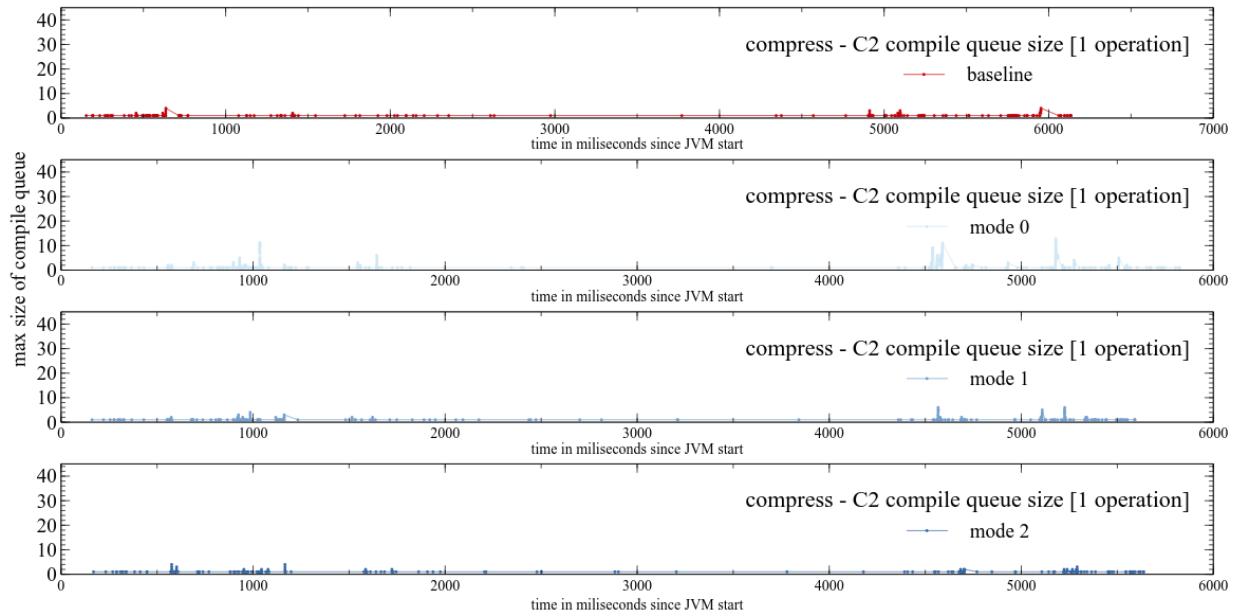 max size of compile queue
40
30
20
10
0
compress - C2 compile queue size [1 operation]
baseline
0 1000 2000 3000 4000 5000 6000 7000
time in miliseconds since JVM start
40
30
20
10
0
compress - C2 compile queue size [1 operation]
mode 0
0 1000 2000 3000 4000 5000 6000
time in miliseconds since JVM start
40
30
20
10
0
compress - C2 compile queue size [1 operation]
mode 1
0 1000 2000 3000 4000 5000 6000
time in miliseconds since JVM start
40
30
20
10
0
compress - C2 compile queue size [1 operation]
mode 2
0 1000 2000 3000 4000 5000 6000
time in miliseconds since JVM start